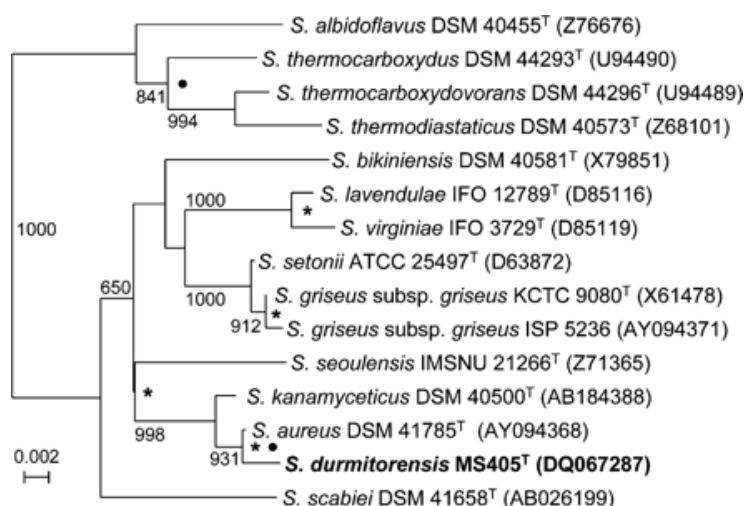 S. albidoflavus DSM 40455T (Z76676)
S. thermocarboxydus DSM 44293T (U94490)
841 •
S. thermocarboxydovorans DSM 44296T (U94489)
994
S. thermodiastaticus DSM 40573T (Z68101)
S. bikiniensis DSM 40581T (X79851)
1000 S. lavendulae IFO 12789T (D85116)
*
1000 S. virginiae IFO 3729T (D85119)
S. setonii ATCC 25497T (D63872)
650
1000 S. griseus subsp. griseus KCTC 9080T (X61478)
*
912 S. griseus subsp. griseus ISP 5236 (AY094371)
S. seoulensis IMSNU 21266T (Z71365)
*
S. kanamyceticus DSM 40500T (AB184388)
998 S. aureus DSM 41785T (AY094368)
* •
0.002 931 S. durmitorensis MS405T (DQ067287)
S. scabiei DSM 41658T (AB026199)